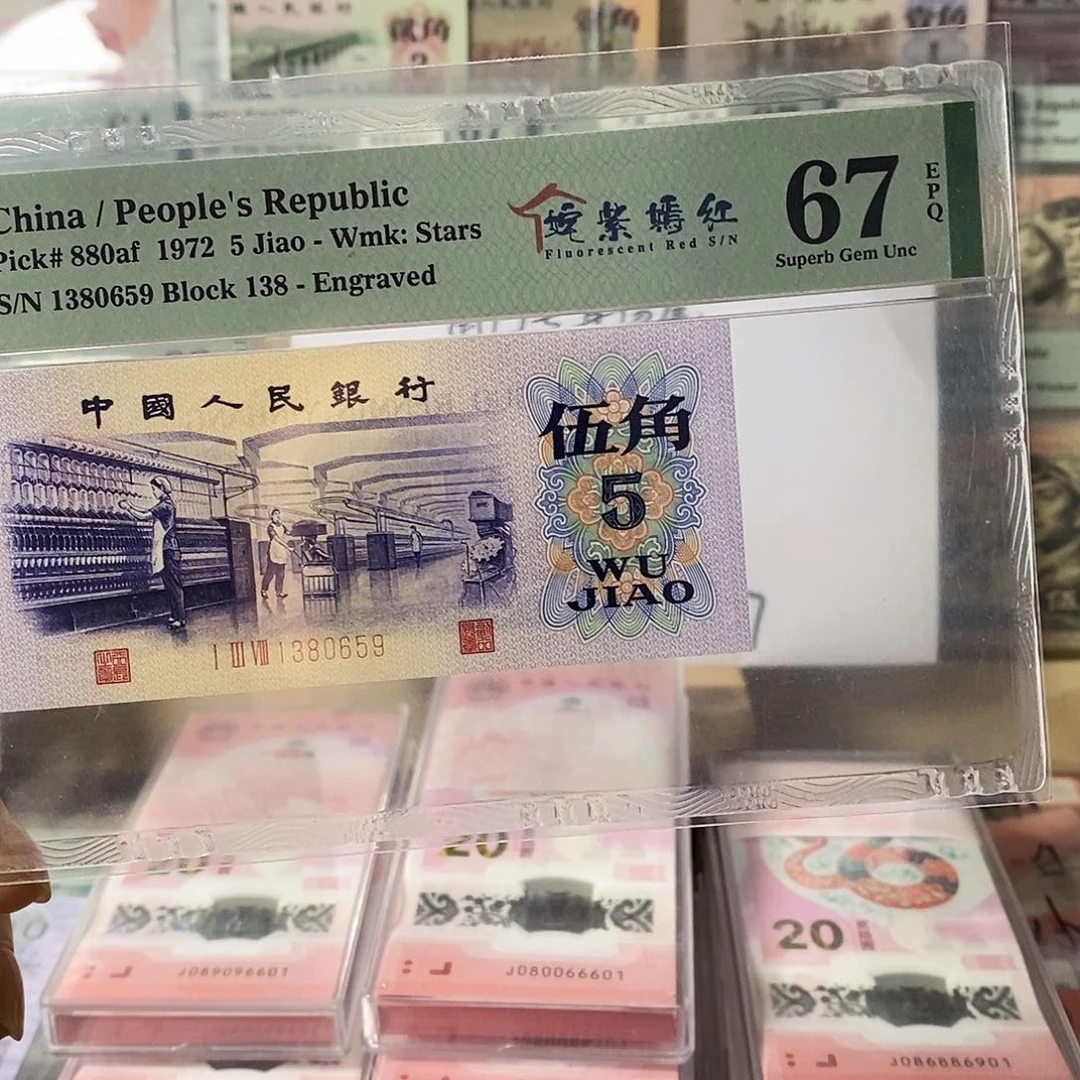 China / People's Republic
Pick# 880af 1972 5 Jiao - Wmk: Stars
S/N 1380659 Block 138 - Engraved
紫嫣红
Fluorescent Red S/N
67
EPQ
Superb Gem Unc
中國人民銀行
伍角
5
WU
JIAO
I III VIII 1380659
20
J089096601
20
J080066601
20
J086886901